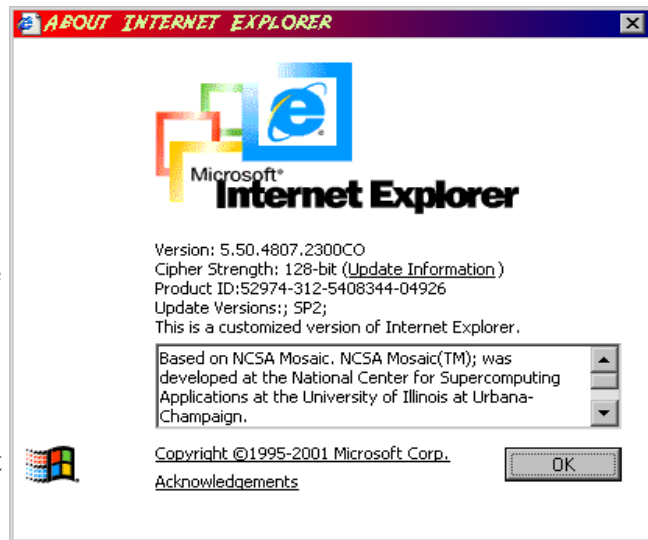 ABOUT INTERNET EXPLORER
Microsoft®
Internet Explorer
Version: 5.50.4807.2300CO
Cipher Strength: 128-bit (Update Information )
Product ID:52974-312-5408344-04926
Update Versions:; SP2;
This is a customized version of Internet Explorer.
Based on NCSA Mosaic. NCSA Mosaic(TM); was
developed at the National Center for Supercomputing
Applications at the University of Illinois at Urbana-
Champaign.
Copyright ©1995-2001 Microsoft Corp.
OK
Acknowledgements